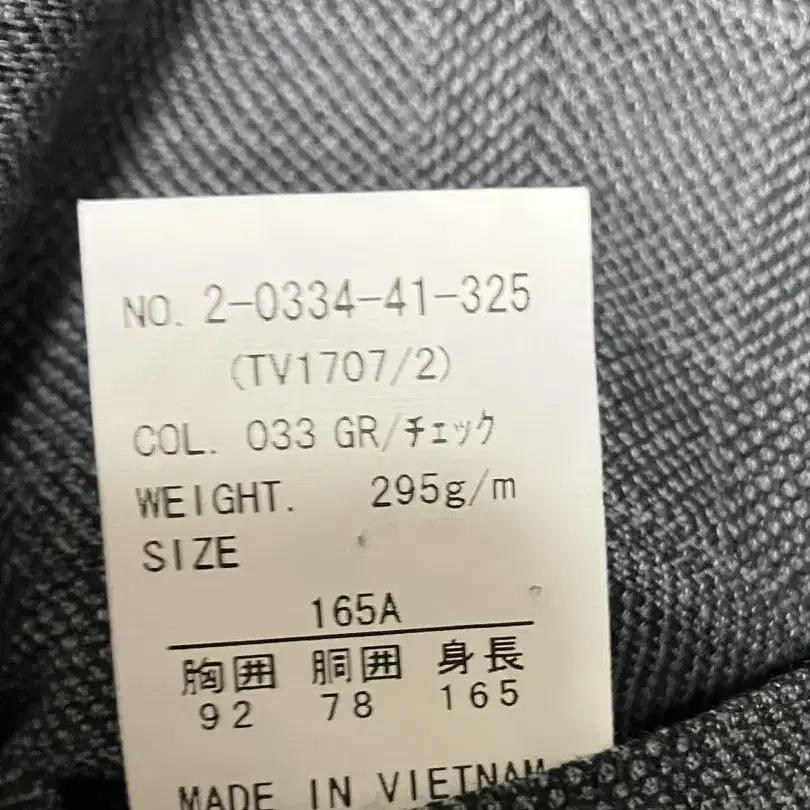 NO. 2-0334-41-325
(TV1707/2)
COL. 033 GR/チェック
WEIGHT. 295g/m
SIZE
165A
胸囲 胴囲 身長
92 78 165
MADE IN VIETNAM